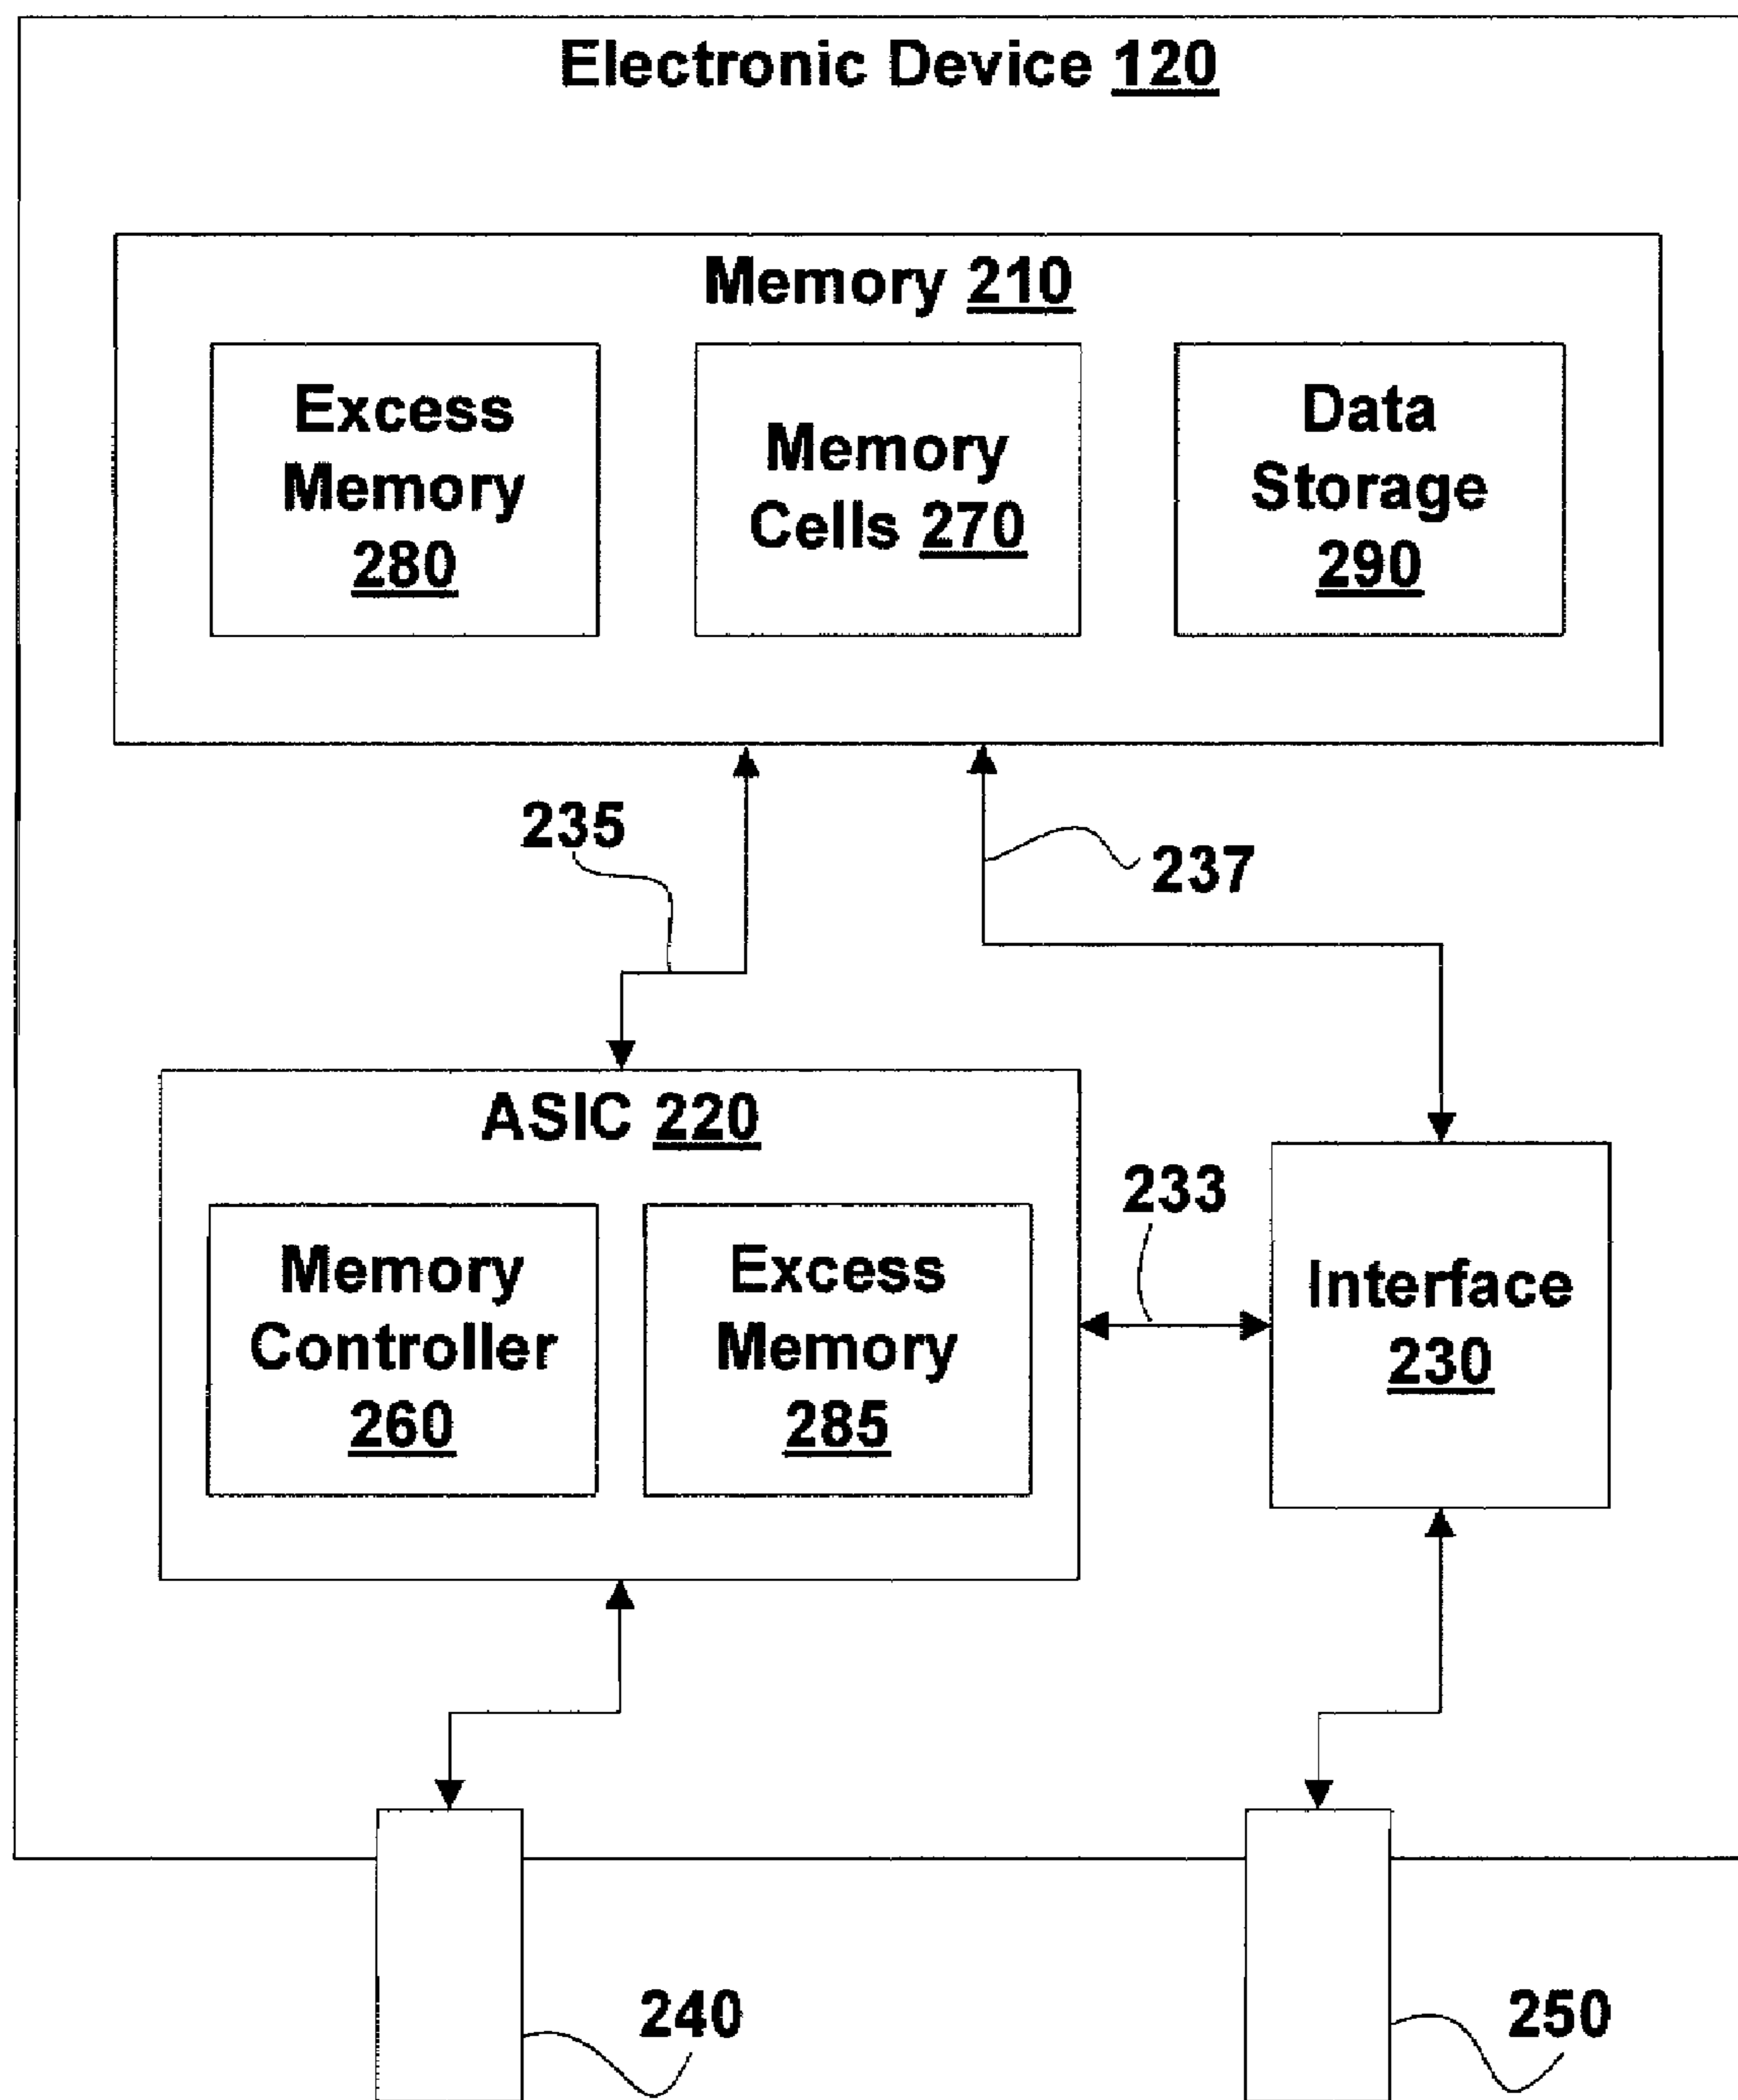 Electronic Device 120
Memory 210
Excess
Memory
280
Memory
Cells 270
Data
Storage
290
235
237
ASIC 220
Memory
Controller
260
Excess
Memory
285
233
Interface
230
240
250